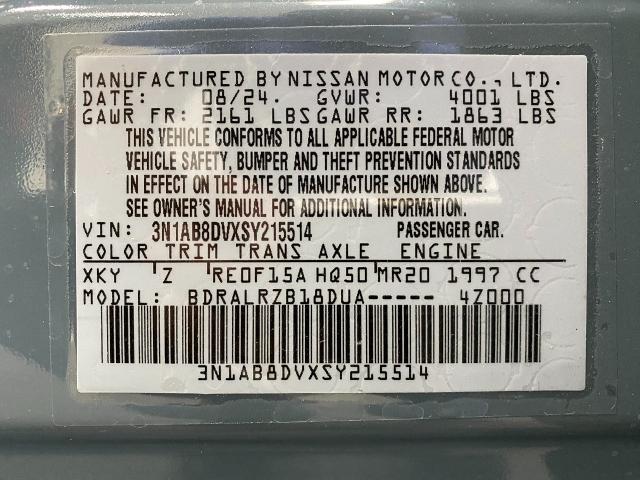 MANUFACTURED BY NISSAN MOTOR CO., LTD.
DATE: 08/24. GVWR: 4001 LBS
GAWR FR: 2161 LBS GAWR RR: 1863 LBS
THIS VEHICLE CONFORMS TO ALL APPLICABLE FEDERAL MOTOR
VEHICLE SAFETY, BUMPER AND THEFT PREVENTION STANDARDS
IN EFFECT ON THE DATE OF MANUFACTURE SHOWN ABOVE.
SEE OWNER'S MANUAL FOR ADDITIONAL INFORMATION.
VIN: 3N1AB8DVXSY215514 PASSENGER CAR.
COLOR TRIM TRANS AXLE ENGINE
XKY Z RE0F15A HQ50 MR20 1997 CC
MODEL: BDRALRZB18DUA----- 4Z000
3N1AB8DVXSY215514